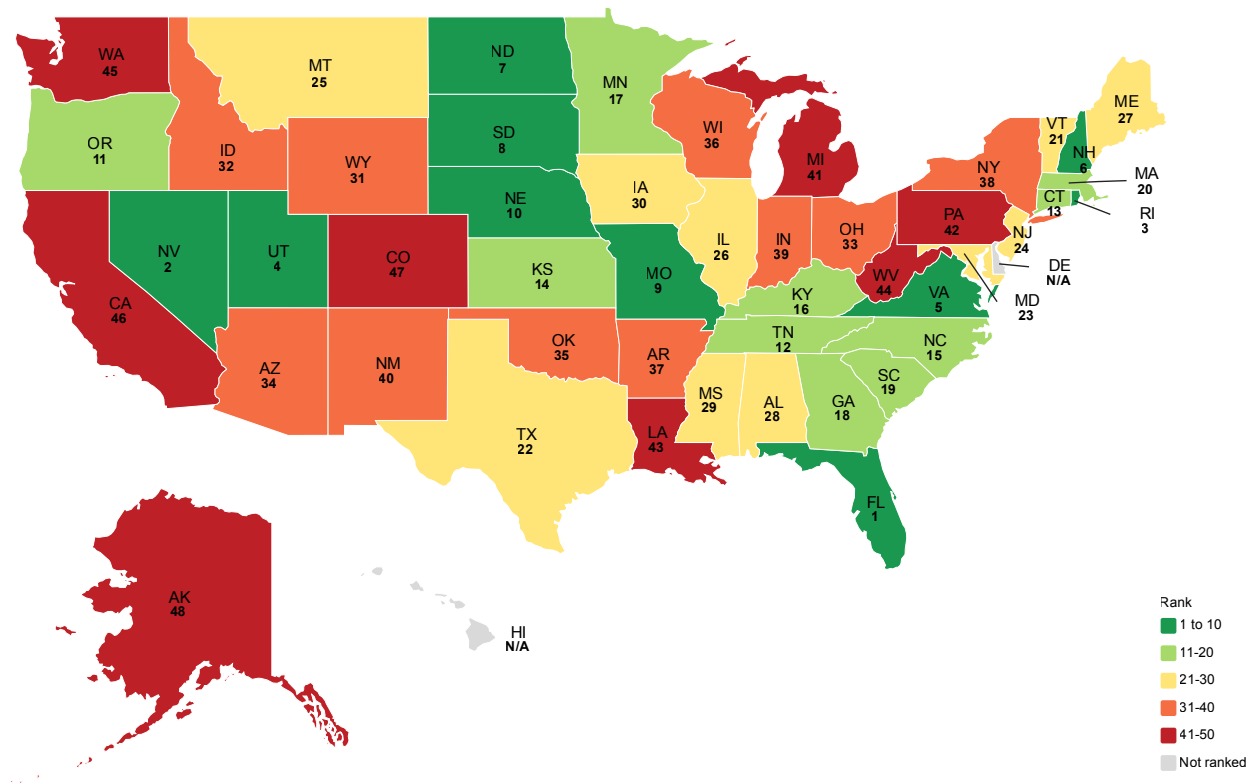 WA
45
MT
25
ND
7
MN
17
ME
27
VT
21
NH
6
OR
11
ID
32
WY
31
SD
8
WI
36
MI
41
NY
38
MA
20
CT
13
RI
3
NE
10
IA
30
PA
42
NJ
24
NV
2
UT
4
CO
47
KS
14
MO
9
IL
26
IN
39
OH
33
WV
44
VA
5
DE
N/A
MD
23
CA
46
KY
16
TN
12
NC
15
AZ
34
NM
40
OK
35
AR
37
SC
19
MS
29
AL
28
GA
18
TX
22
LA
43
FL
1
AK
48
HI
N/A
Rank
1 to 10
11-20
21-30
31-40
41-50
Not ranked